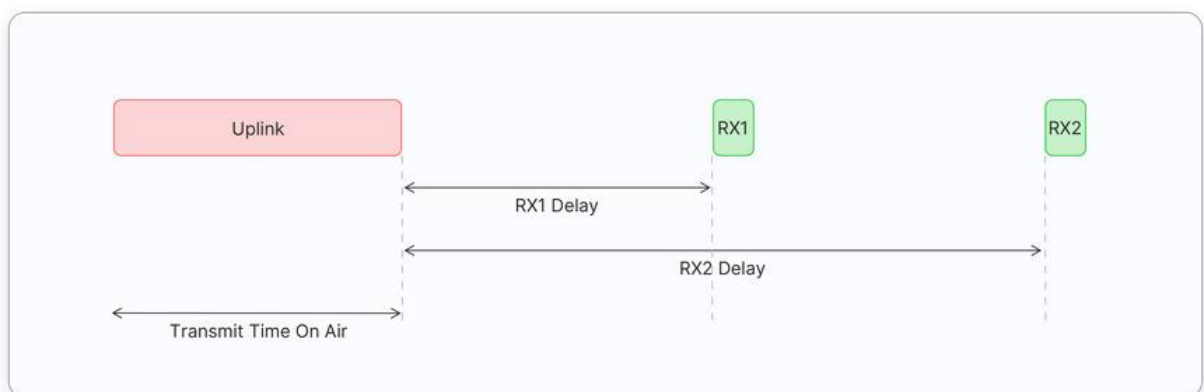 Uplink
RX1
RX2
RX1 Delay
RX2 Delay
Transmit Time On Air